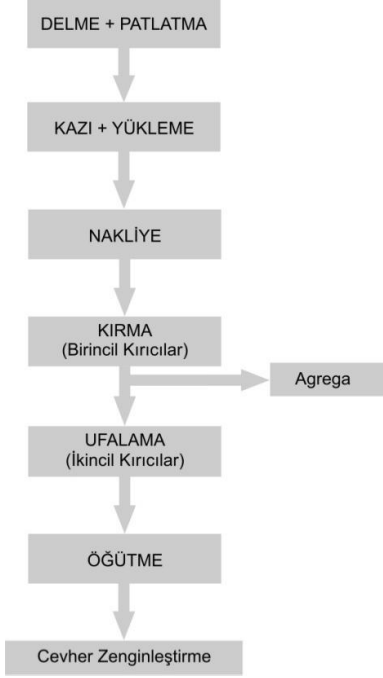 DELME + PATLATMA
KAZI + YÜKLEME
NAKLİYE
KIRMA
(Birincil Kırıcılar)
Agrega
UFALAMA
(İkincil Kırıcılar)
ÖĞÜTME
Cevher Zenginleştirme